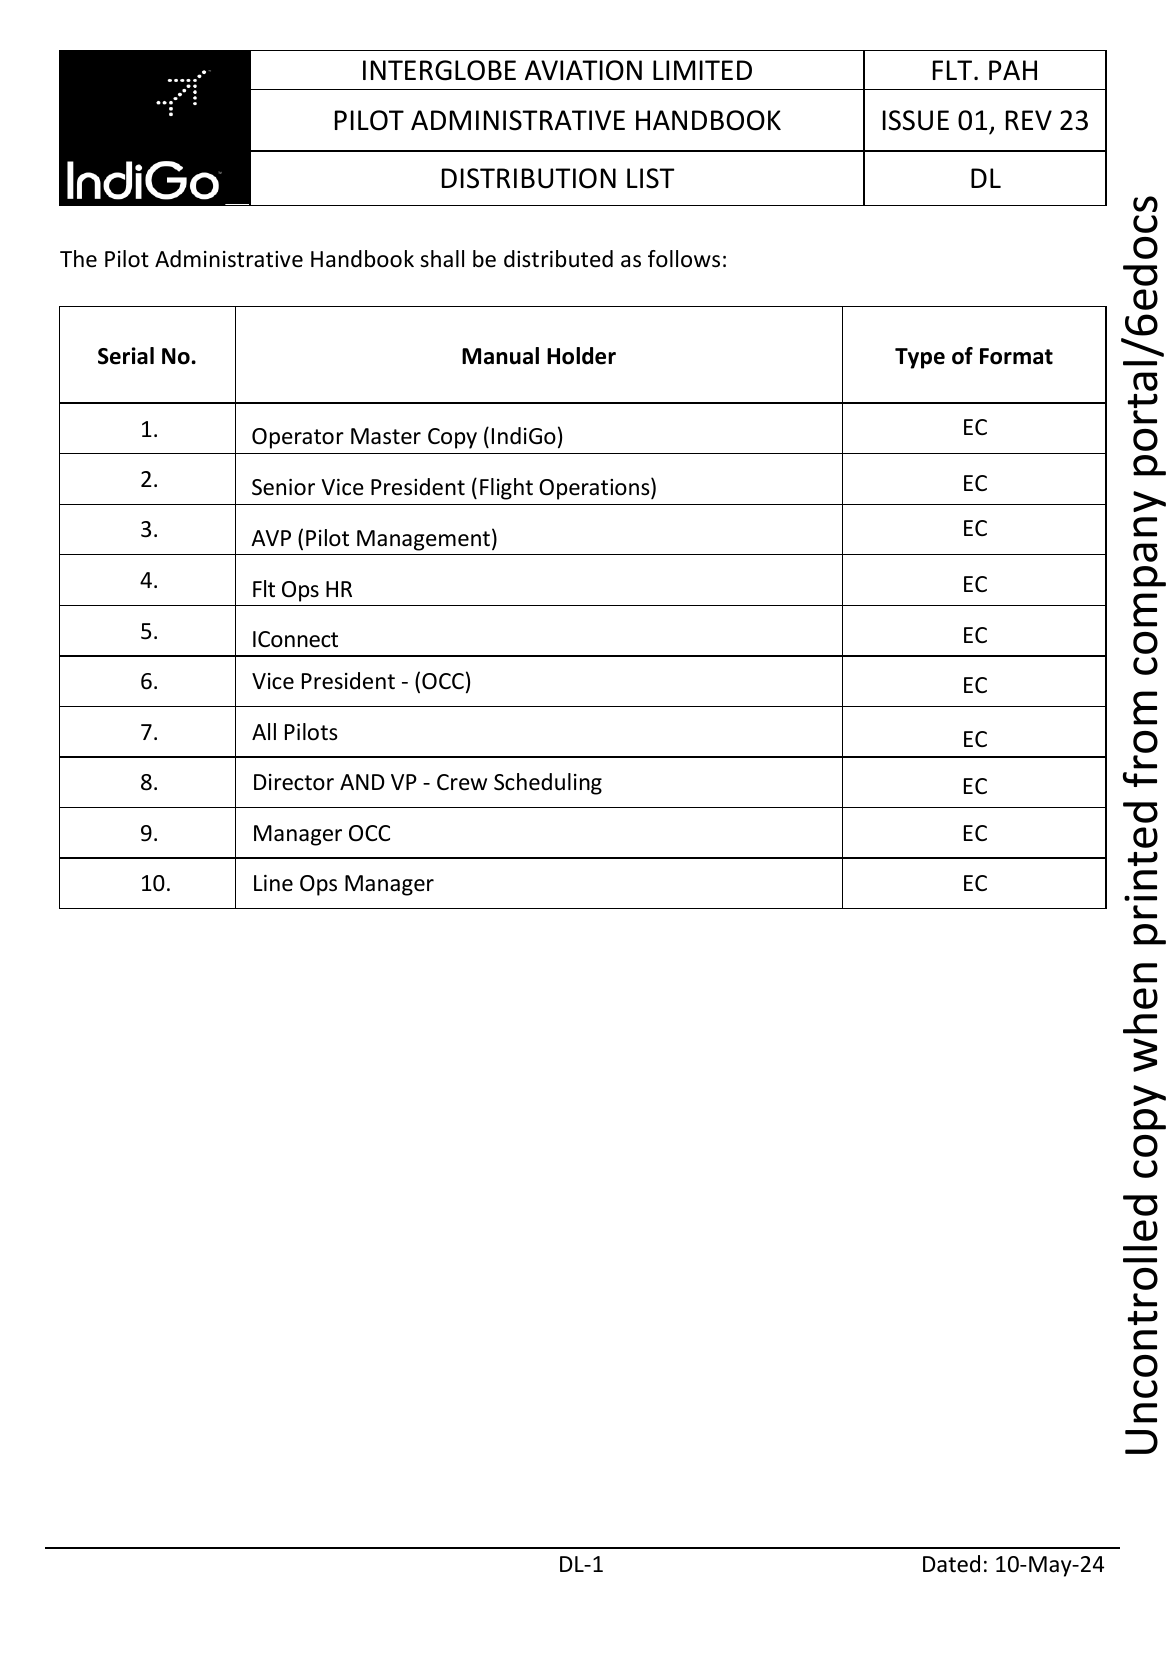 IndiGo
INTERGLOBE AVIATION LIMITED
FLT. PAH
PILOT ADMINISTRATIVE HANDBOOK
ISSUE 01, REV 23
DISTRIBUTION LIST
DL
The Pilot Administrative Handbook shall be distributed as follows:
Serial No. Manual Holder Type of Format
1. Operator Master Copy (IndiGo) EC
2. Senior Vice President (Flight Operations) EC
3. AVP (Pilot Management) EC
4. Flt Ops HR EC
5. IConnect EC
6. Vice President - (OCC) EC
7. All Pilots EC
8. Director AND VP - Crew Scheduling EC
9. Manager OCC EC
10. Line Ops Manager EC
Uncontrolled copy when printed from company portal/6edocs
DL-1 Dated: 10-May-24